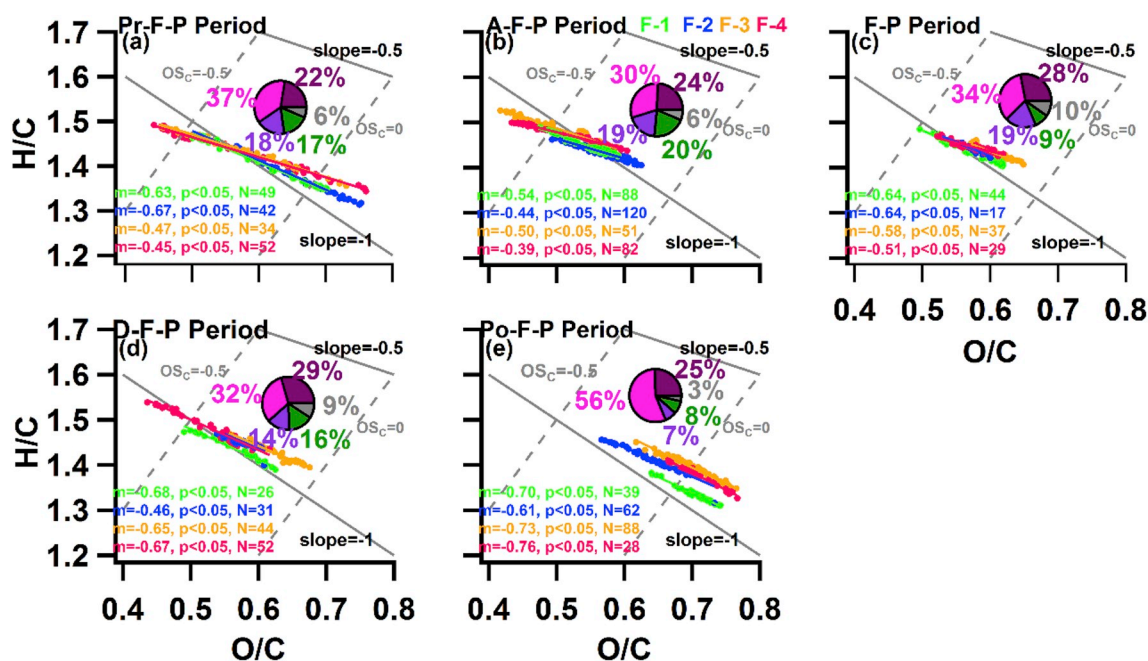 Pr-F-P Period
(a)
slope=-0.5
OSC=-0.5
22%
37%
6%
18%
17%
OSC=0
m=-0.63, p<0.05, N=49
m=-0.67, p<0.05, N=42
m=-0.47, p<0.05, N=34
m=-0.45, p<0.05, N=52
slope=-1
H/C
1.7
1.6
1.5
1.4
1.3
1.2
A-F-P Period
F-1 F-2 F-3 F-4
(b)
slope=-0.5
30%
24%
6%
19%
20%
m=-0.54, p<0.05, N=88
m=-0.44, p<0.05, N=120
m=-0.50, p<0.05, N=51
m=-0.39, p<0.05, N=82
F-P Period
(c)
slope=-0.5
OSC=-0.5
28%
34%
10%
19%
9%
OSC=0
m=-0.64, p<0.05, N=44
m=-0.64, p<0.05, N=17
m=-0.58, p<0.05, N=37
m=-0.51, p<0.05, N=29
slope=-1
0.4 0.5 0.6 0.7 0.8
O/C
D-F-P Period
(d)
slope=-0.5
OSC=-0.5
29%
32%
9%
14%
16%
OSC=0
m=-0.68, p<0.05, N=26
m=-0.46, p<0.05, N=31
m=-0.65, p<0.05, N=44
m=-0.67, p<0.05, N=52
slope=-1
H/C
1.7
1.6
1.5
1.4
1.3
1.2
0.4 0.5 0.6 0.7 0.8
O/C
Po-F-P Period
(e)
slope=-0.5
OSC=-0.5
25%
56%
3%
8%
7%
OSC=0
m=-0.70, p<0.05, N=39
m=-0.61, p<0.05, N=62
m=-0.73, p<0.05, N=88
m=-0.76, p<0.05, N=28
slope=-1
0.4 0.5 0.6 0.7 0.8
O/C